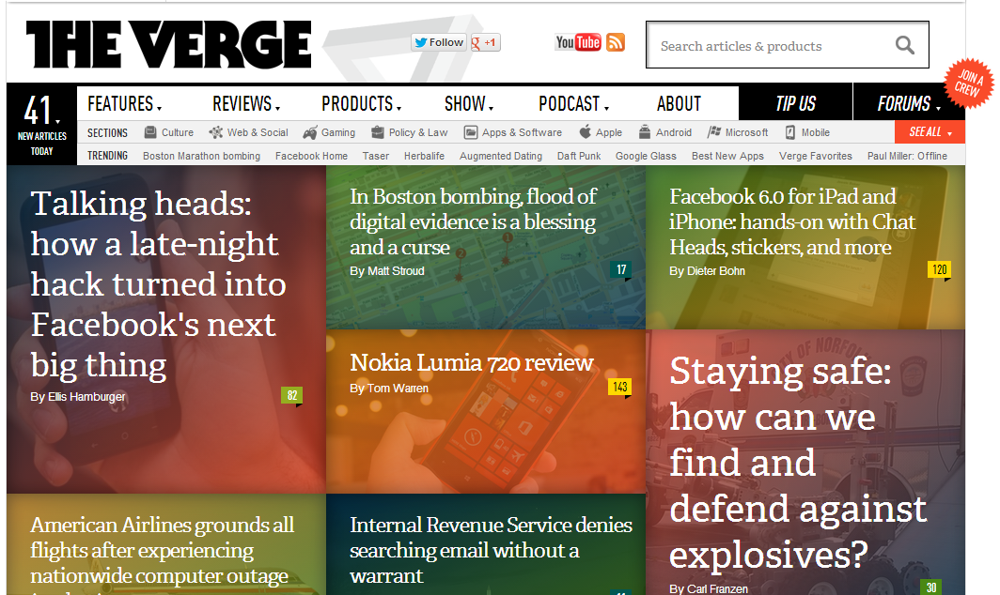 THE VERGE
Follow
g +1
YouTube
Search articles & products
JOIN A
CREW
41
NEW ARTICLES
TODAY
FEATURES REVIEWS PRODUCTS SHOW PODCAST ABOUT TIP US FORUMS
SECTIONS Culture Web & Social Gaming Policy & Law Apps & Software Apple Android Microsoft Mobile SEE ALL
TRENDING Boston Marathon bombing Facebook Home Taser Herbalife Augmented Dating Daft Punk Google Glass Best New Apps Verge Favorites Paul Miller: Offline
Talking heads:
how a late-night
hack turned into
Facebook's next
big thing
By Ellis Hamburger
82
In Boston bombing, flood of
digital evidence is a blessing
and a curse
By Matt Stroud
17
Facebook 6.0 for iPad and
iPhone: hands-on with Chat
Heads, stickers, and more
By Dieter Bohn
120
Nokia Lumia 720 review
By Tom Warren
143
Staying safe:
how can we
find and
defend against
explosives?
By Carl Franzen
30
CITY OF NORFOLK
American Airlines grounds all
flights after experiencing
nationwide computer outage
Internal Revenue Service denies
searching email without a
warrant